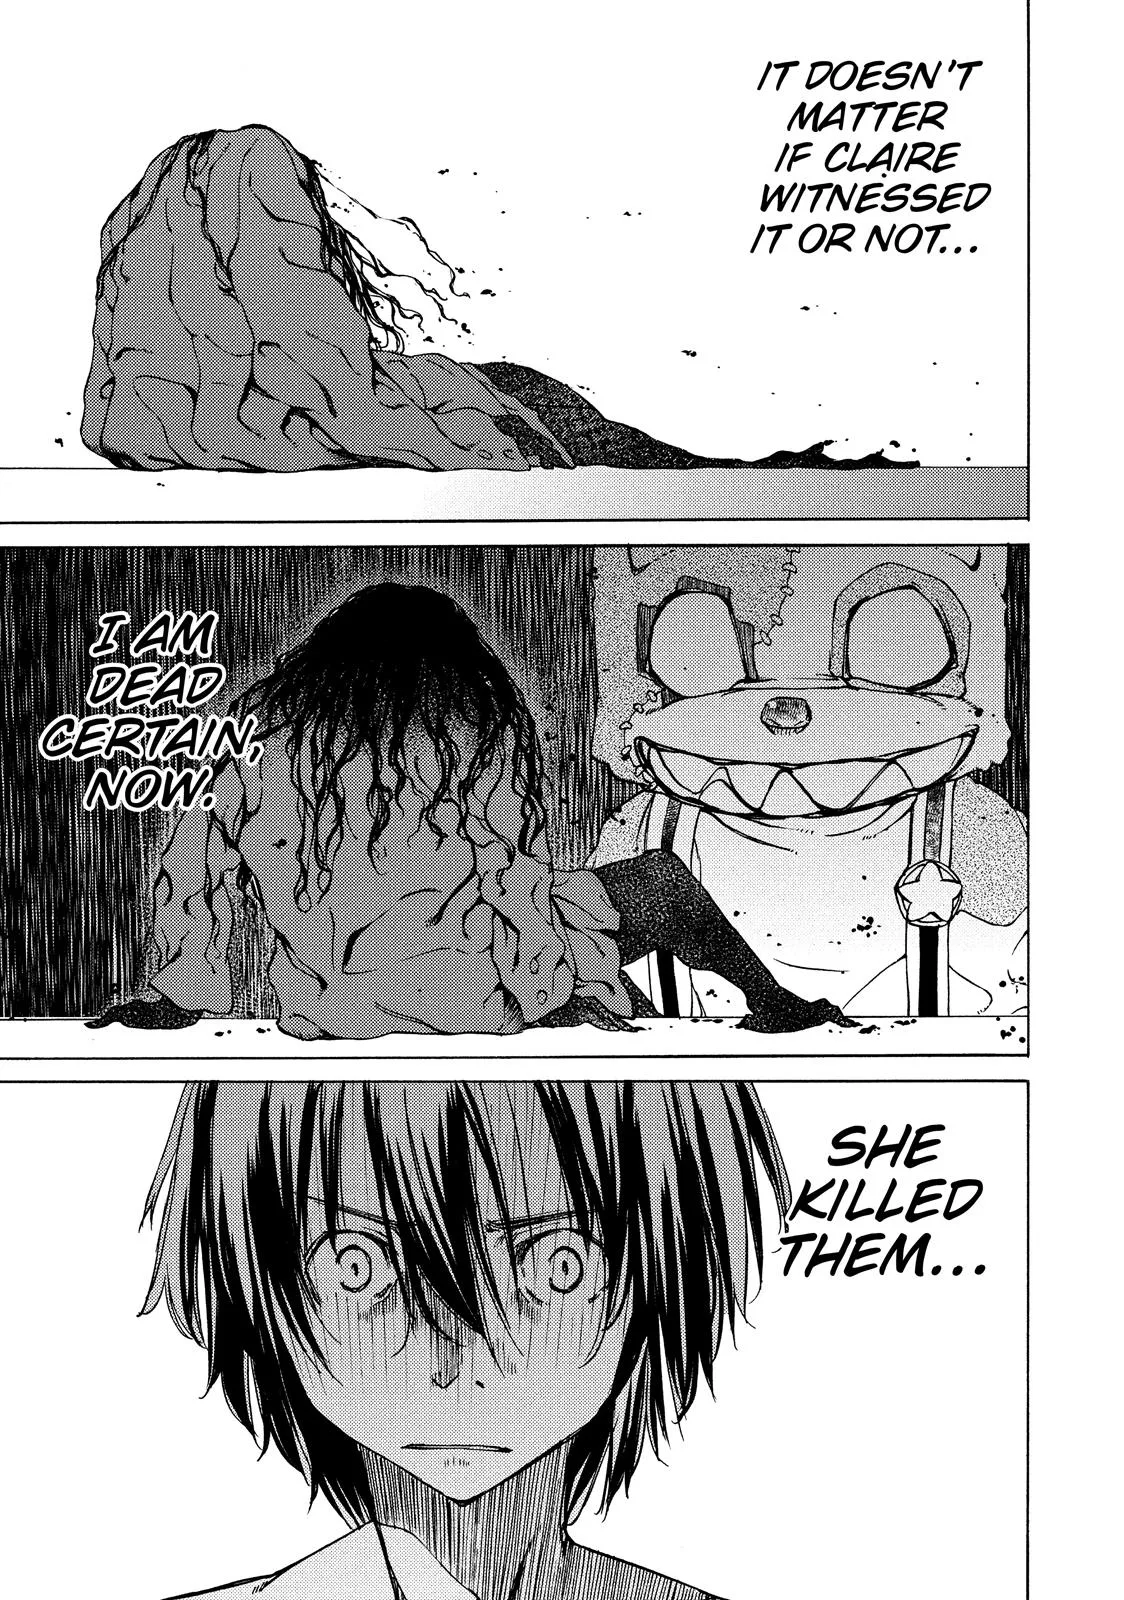 IT DOESN'T
MATTER
IF CLAIRE
WITNESSED
IT OR NOT...
I AM
DEAD
CERTAIN,
NOW.
SHE
KILLED
THEM...